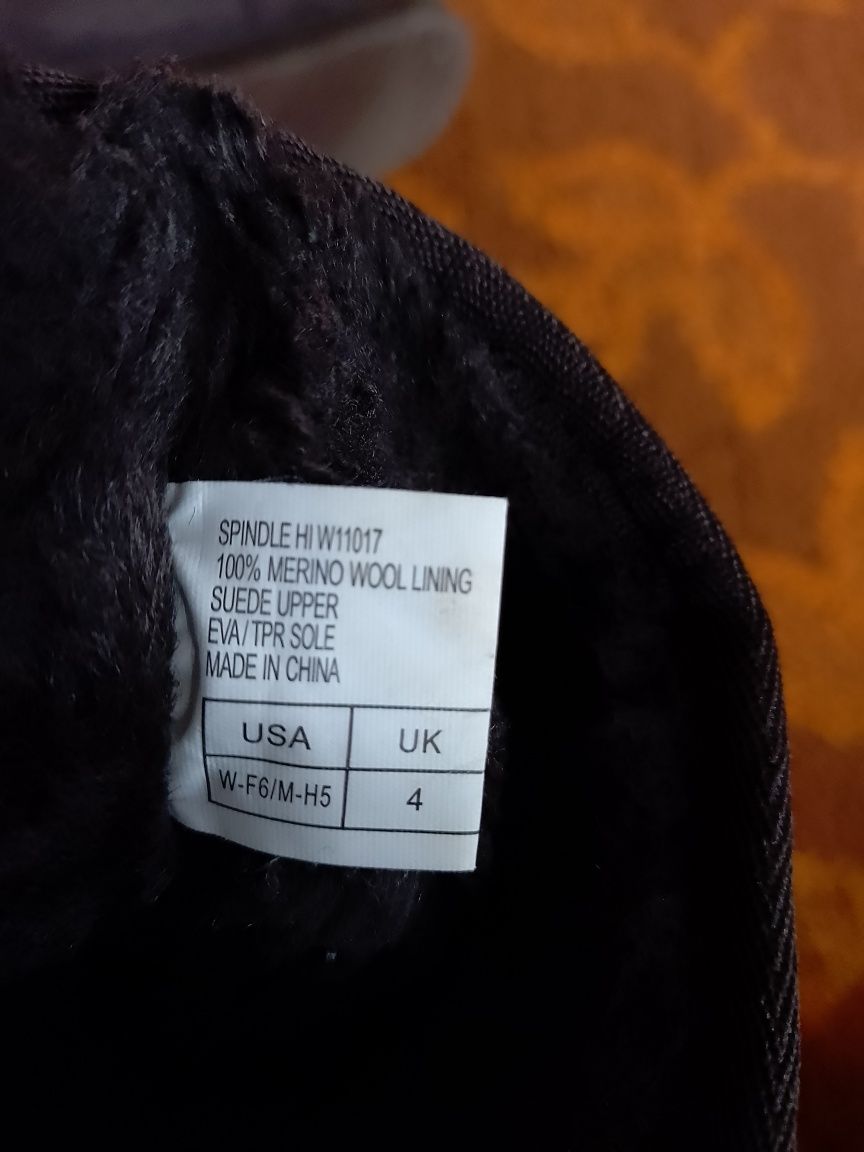 SPINDLE HI W11017
100% MERINO WOOL LINING
SUEDE UPPER
EVA / TPR SOLE
MADE IN CHINA
USA UK
W-F6/M-H5 4